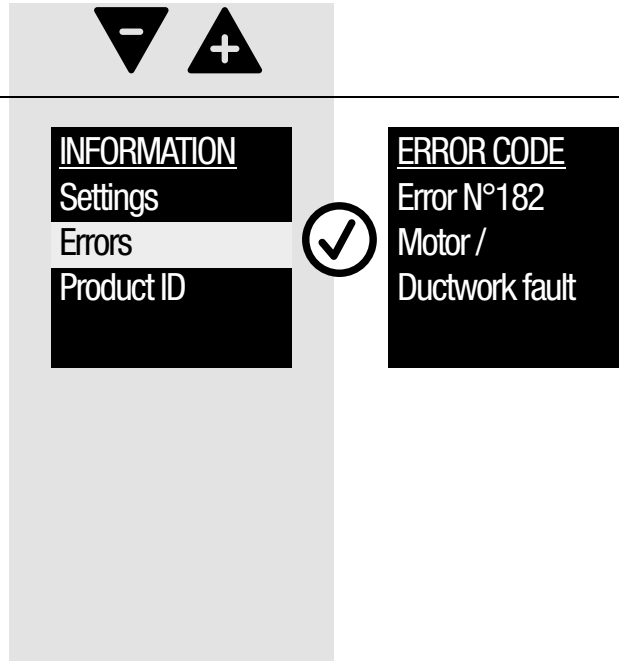 INFORMATION
Settings
Errors
Product ID
ERROR CODE
Error N°182
Motor /
Ductwork fault